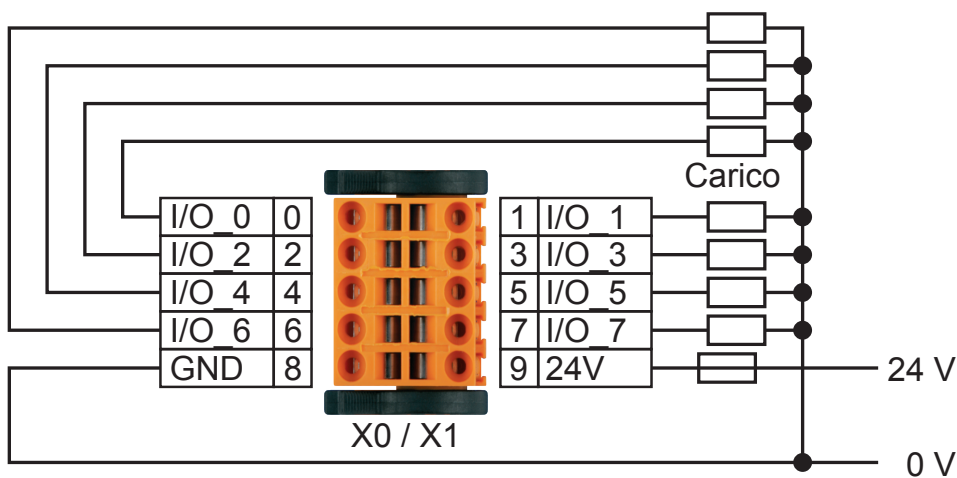 Carico
I/O_0 0 1 I/O_1
I/O_2 2 3 I/O_3
I/O_4 4 5 I/O_5
I/O_6 6 7 I/O_7
GND 8 9 24V 24 V
X0 / X1
0 V